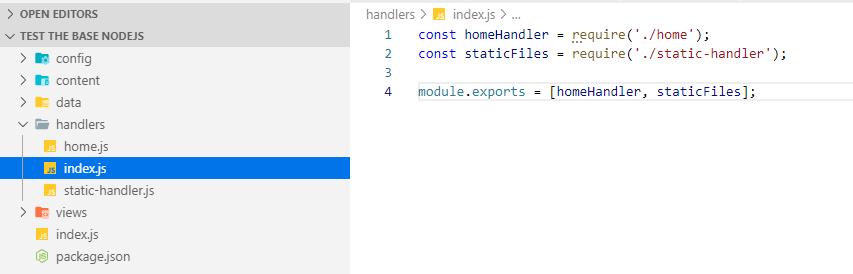 OPEN EDITORS
TEST THE BASE NODEJS
config
content
data
handlers
home.js
index.js
static-handler.js
views
index.js
package.json
handlers > index.js > ...
1 const homeHandler = require('./home');
2 const staticFiles = require('./static-handler');
3
4 module.exports = [homeHandler, staticFiles];